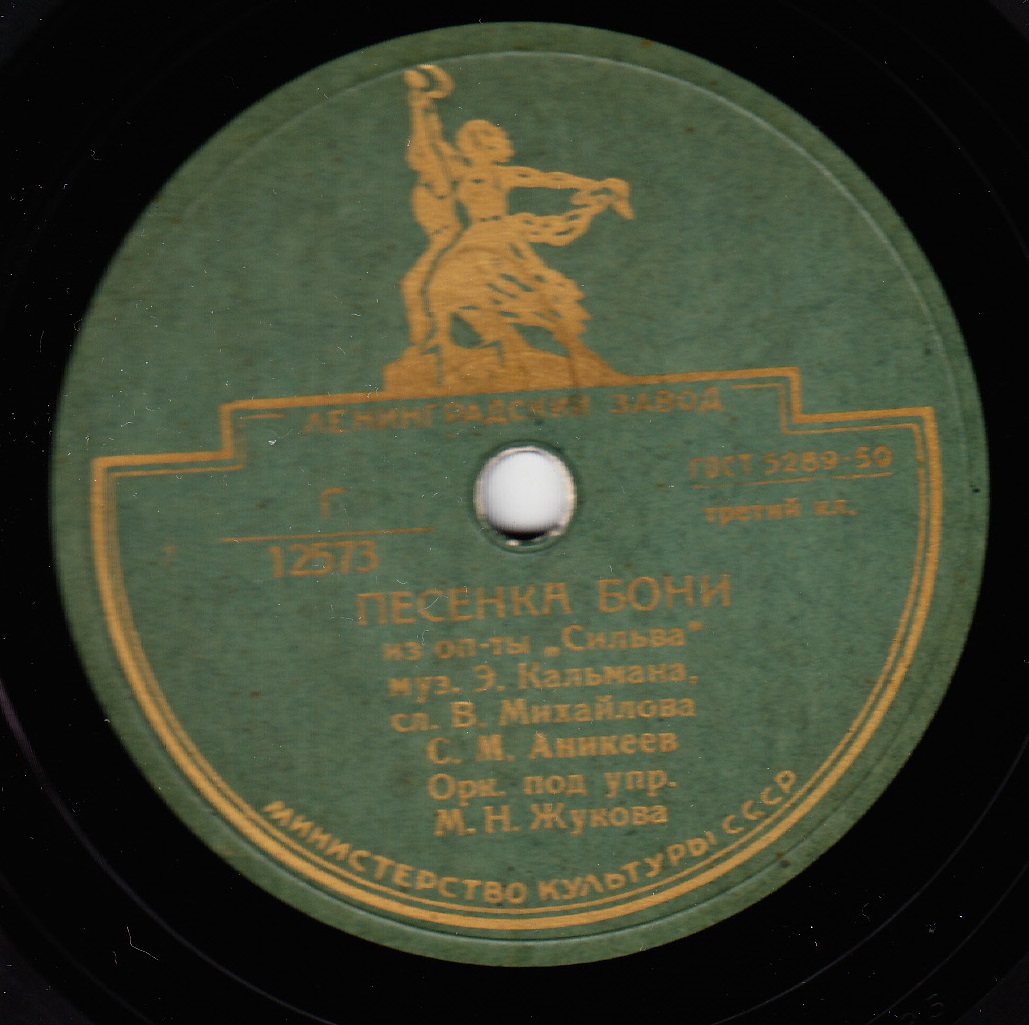 ЛЕНИНГРАДСКИЙ ЗАВОД
ГОСТ 5289-50
третий кл.
Г
12573
ПЕСЕНКА БОНИ
из оп-ты „Сильва"
муз. Э. Кальмана,
сл. В. Михайлова
С. М. Аникеев
Орк. под упр.
М. Н. Жукова
МИНИСТЕРСТВО КУЛЬТУРЫ СССР